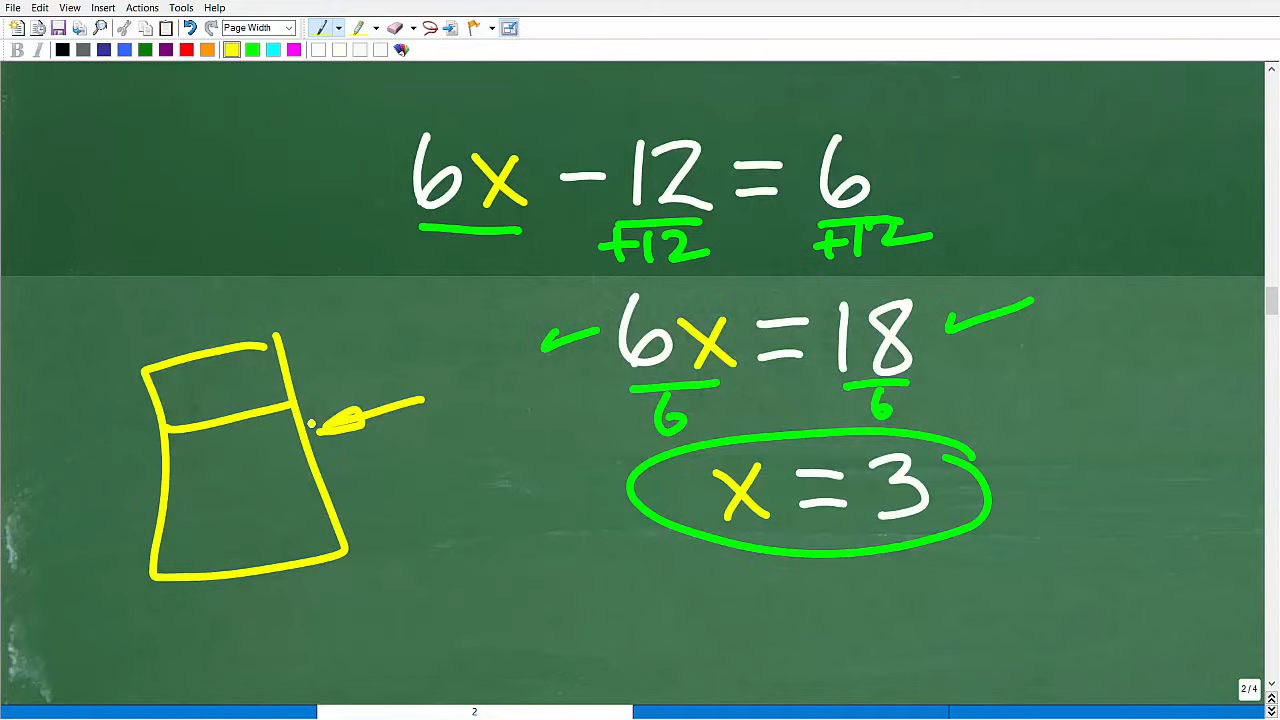 File Edit View Insert Actions Tools Help
Page Width
B I
6x - 12 = 6
+12 +12
6x = 18
6 6
x = 3
2/4
2